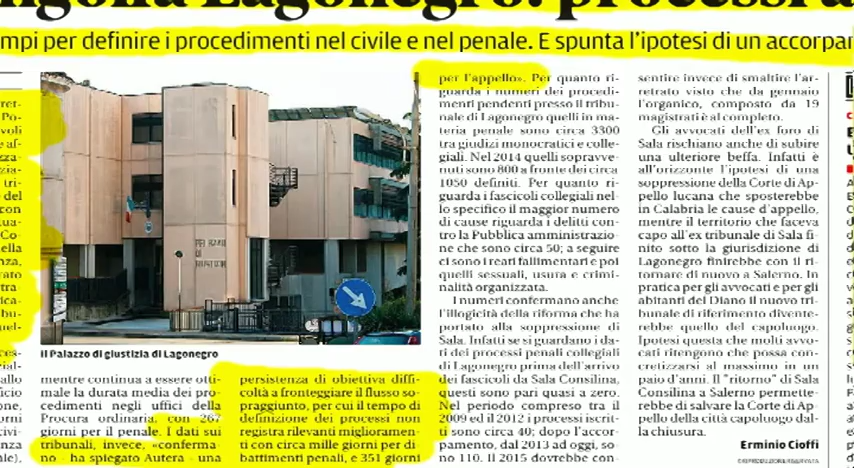 ngolfa Lagonegro: processi a
mpi per definire i procedimenti nel civile e nel penale. E spunta l'ipotesi di un accorpar
Il Palazzo di giustizia di Lagonegro
mentre continua a essere otti-
male la durata media dei pro-
cedimenti negli uffici della
Procura ordinaria, con 267
giorni per il penale. I dati sui
tribunali, invece, «conferma-
no - ha spiegato Autera - una
persistenza di obiettiva diffi-
coltà a fronteggiare il flusso so-
praggiunto, per cui il tempo di
definizione dei processi non
registra rilevanti miglioramen-
ti con circa mille giorni per di-
battimenti penali, e 351 giorni
per l'appello». Per quanto ri-
guarda i numeri dei procedi-
menti pendenti presso il tribu-
nale di Lagonegro quelli in ma-
teria penale sono circa 3300
tra giudizi monocratici e colle-
giali. Nel 2014 quelli sopravve-
nuti sono 800 a fronte dei circa
1050 definiti. Per quanto ri-
guarda i fascicoli collegiali nel-
lo specifico il maggior numero
di cause riguarda i delitti con-
tro la Pubblica amministrazio-
ne che sono circa 50; a seguire
ci sono i reati fallimentari e poi
quelli sessuali, usura e crimi-
nalità organizzata.
I numeri confermano anche
l'illogicità della riforma che ha
portato alla soppressione di
Sala. Infatti se si guardano i da-
ti dei processi penali collegiali
di Lagonegro prima dell'arrivo
dei fascicoli da Sala Consilina,
questi sono pari quasi a zero.
Nel periodo compreso tra il
2009 ed il 2012 i processi iscrit-
ti sono circa 40; dopo l'accor-
pamento, dal 2013 ad oggi, so-
no 110. Il 2015 dovrebbe con-
sentire invece di smaltire l'ar-
retrato visto che da gennaio
l'organico, composto da 19
magistrati è al completo.
Gli avvocati dell'ex foro di
Sala rischiano anche di subire
una ulteriore beffa. Infatti è
all'orizzonte l'ipotesi di una
soppressione della Corte di Ap-
pello lucana che sposterebbe
in Calabria le cause d'appello,
mentre il territorio che faceva
capo all'ex tribunale di Sala fi-
nito sotto la giurisdizione di
Lagonegro finirebbe con il ri-
tornare di nuovo a Salerno. In
pratica per gli avvocati e per gli
abitanti del Diano il nuovo tri-
bunale di riferimento divente-
rebbe quello del capoluogo.
Ipotesi questa che molti avvo-
cati ritengono che possa con-
cretizzarsi al massimo in un
paio d'anni. Il "ritorno" di Sala
Consilina a Salerno permette-
rebbe di salvare la Corte di Ap-
pello della città capoluogo dal-
la chiusura.
Erminio Cioffi
©RIPRODUZIONE RISERVATA